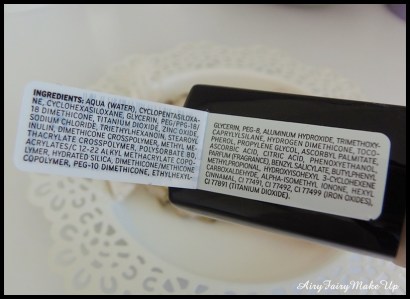 INGREDIENTS: AQUA (WATER), CYCLOPENTASILOXA-
NE, CYCLOHEXASILOXANE, GLYCERIN, PEG/PPG-18/
18 DIMETHICONE, TITANIUM DIOXIDE, ZINC OXIDE,
SODIUM CHLORIDE, TRIETHYLHEXANOIN, STEAROYL
INULIN, DIMETHICONE CROSSPOLYMER, METHYL ME-
THACRYLATE CROSSPOLYMER, POLYSORBATE 80,
ACRYLATES/C 12-22 ALKYL METHACRYLATE COPO-
LYMER, HYDRATED SILICA, DIMETHICONE/METHICONE
COPOLYMER, PEG-10 DIMETHICONE, ETHYLHEXYL-
GLYCERIN, PEG-8, ALUMINUM HYDROXIDE, TRIMETHOXY-
CAPRYLYLSILANE, HYDROGEN DIMETHICONE, TOCO-
PHEROL, PROPYLENE GLYCOL, ASCORBYL PALMITATE,
ASCORBIC ACID, CITRIC ACID, PHENOXYETHANOL,
PARFUM (FRAGRANCE), BENZYL SALICYLATE, BUTYLPHENYL
METHYLPROPIONAL, HYDROXYISOHEXYL 3-CYCLOHEXENE
CARBOXALDEHYDE, ALPHA-ISOMETHYL IONONE, HEXYL
CINNAMAL, CI 77491, CI 77492, CI 77499 (IRON OXIDES),
CI 77891 (TITANIUM DIOXIDE).
AiryFairyMakeUp